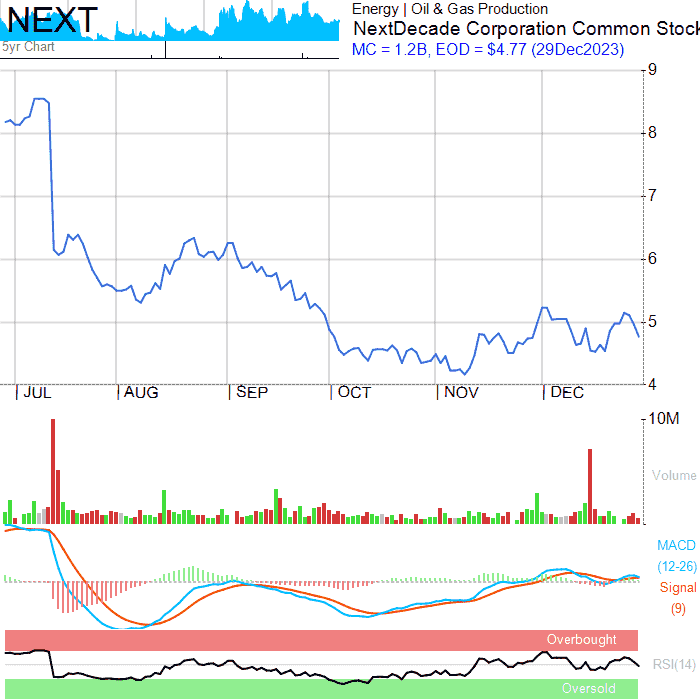 NEXT
5yr Chart
Energy | Oil & Gas Production
NextDecade Corporation Common Stock
MC = 1.2B, EOD = $4.77 (29Dec2023)
9
8
7
6
5
4
JUL AUG SEP OCT NOV DEC
10M
Volume
MACD
(12-26)
Signal
(9)
Overbought
RSI(14)
Oversold